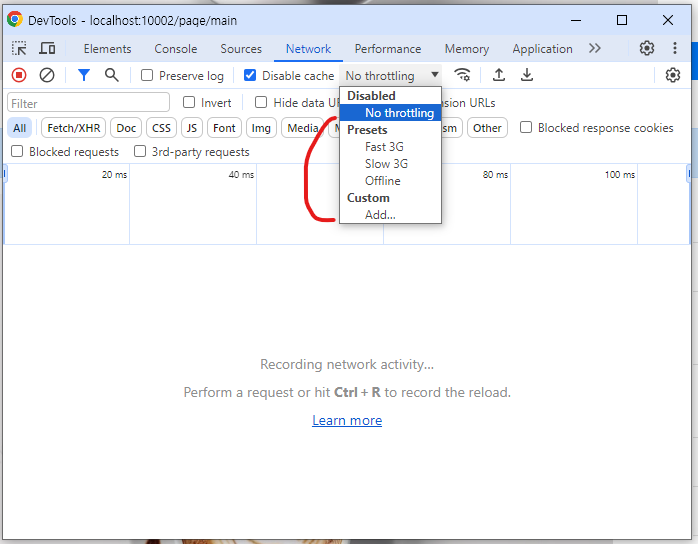 DevTools - localhost:10002/page/main
Elements Console Sources Network Performance Memory Application
Preserve log Disable cache No throttling
Filter Invert Hide data UR sion URLs
All Fetch/XHR Doc CSS JS Font Img Media sm Other Blocked response cookies
Blocked requests 3rd-party requests
Disabled
No throttling
Presets
Fast 3G
Slow 3G
Offline
Custom
Add...
20 ms 40 ms 80 ms 100 ms
Recording network activity...
Perform a request or hit Ctrl + R to record the reload.
Learn more